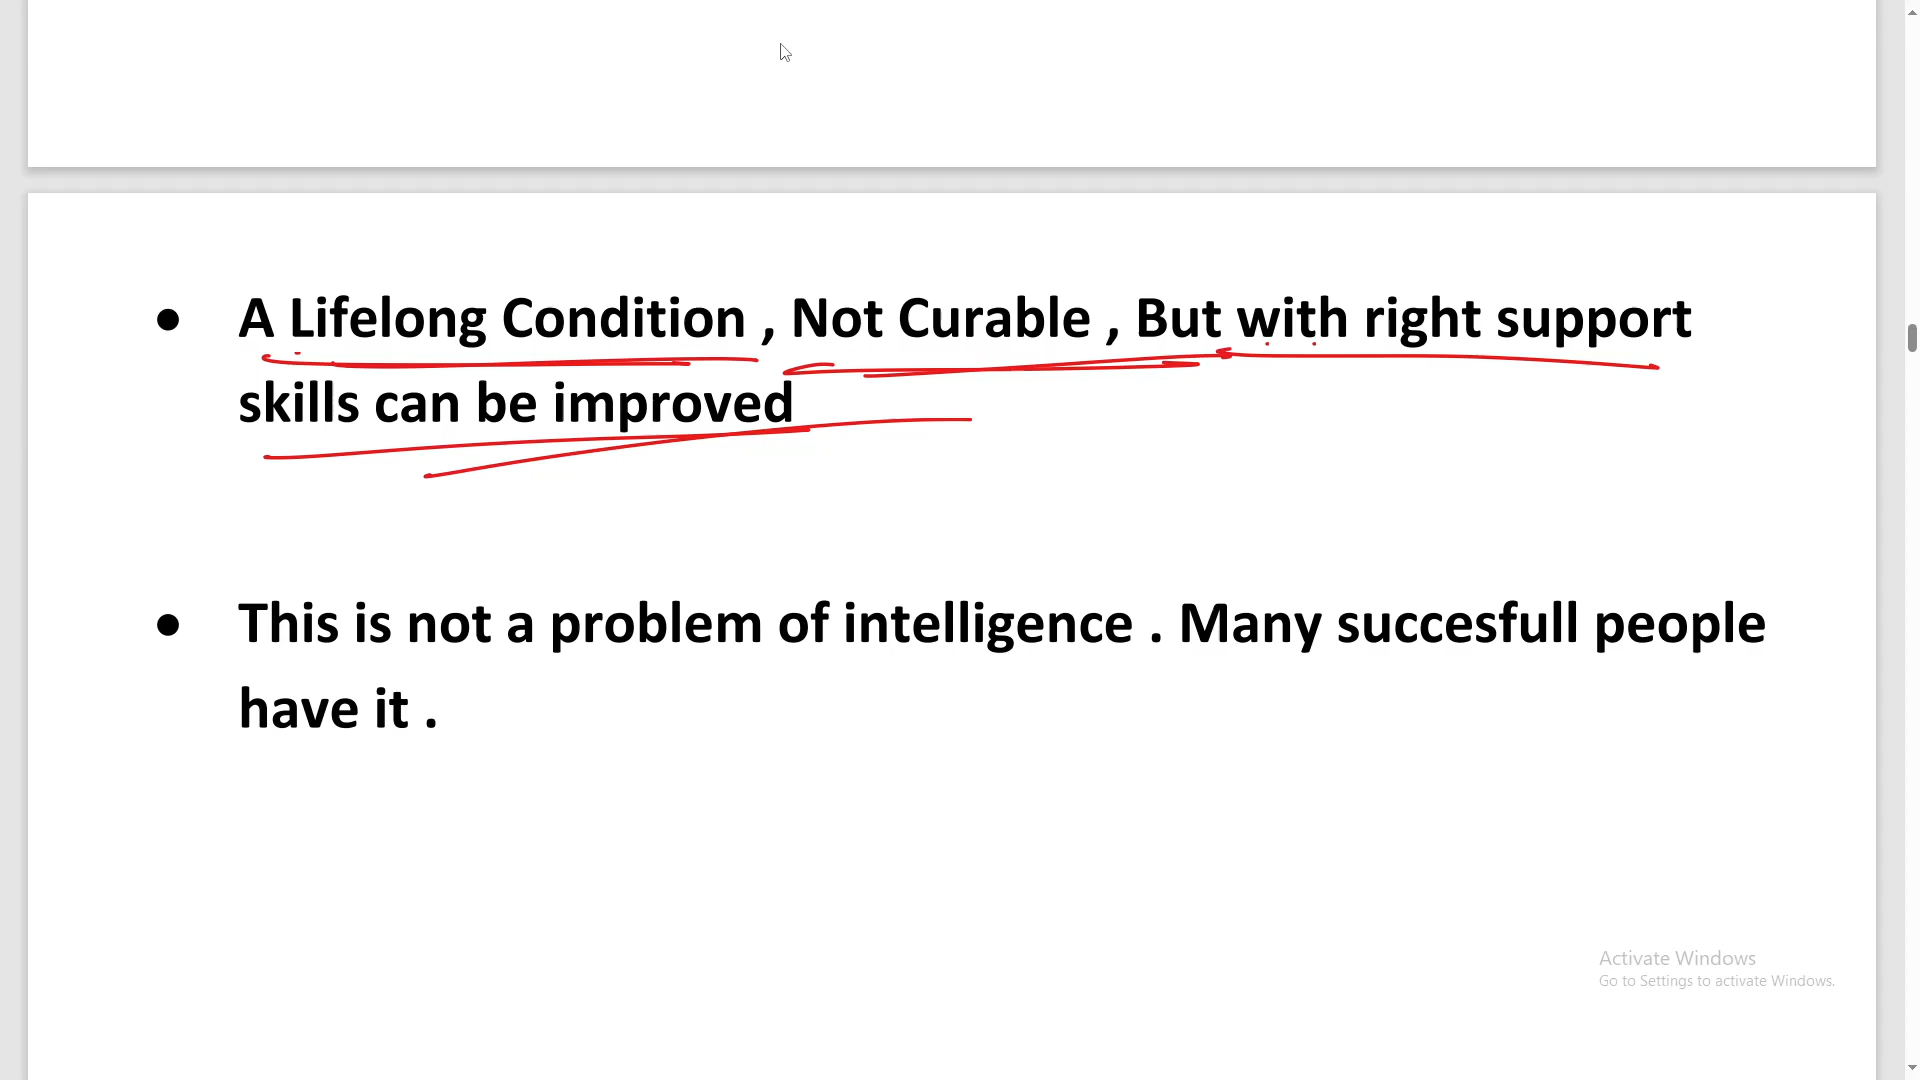 ● A Lifelong Condition , Not Curable , But with right support
skills can be improved
● This is not a problem of intelligence . Many succesfull people
have it .
Activate Windows
Go to Settings to activate Windows.